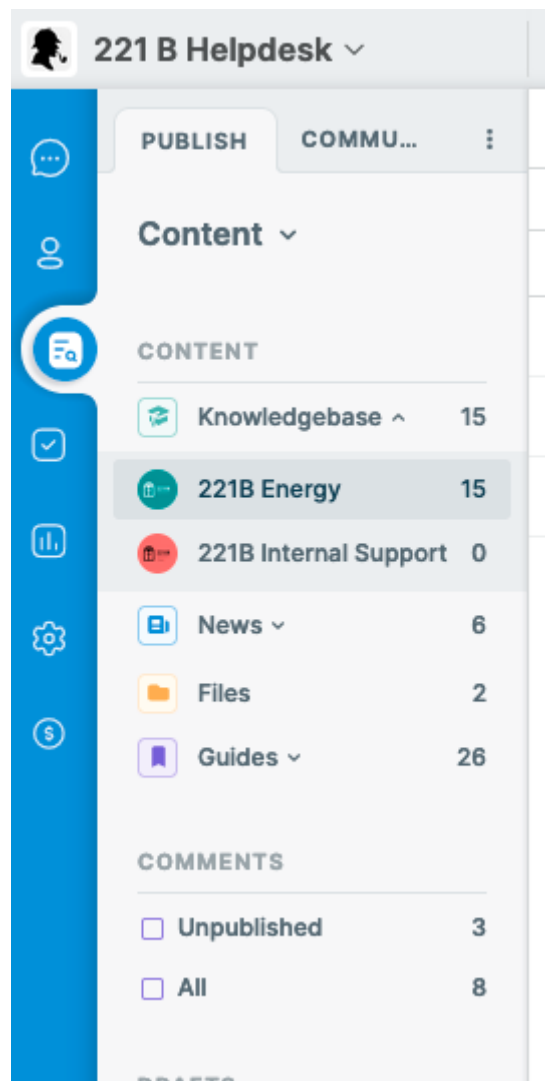 221 B Helpdesk
PUBLISH COMMU...
Content
CONTENT
Knowledgebase 15
221B Energy 15
221B Internal Support 0
News 6
Files 2
Guides 26
COMMENTS
Unpublished 3
All 8
DRAFTS